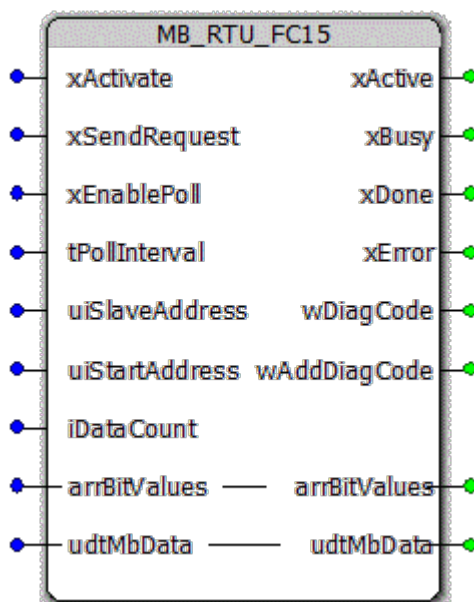 MB_RTU_FC15
xActivate xActive
xSendRequest xBusy
xEnablePoll xDone
tPollInterval xError
uiSlaveAddress wDiagCode
uiStartAddress wAddDiagCode
iDataCount
arrBitValues arrBitValues
udtMbData udtMbData